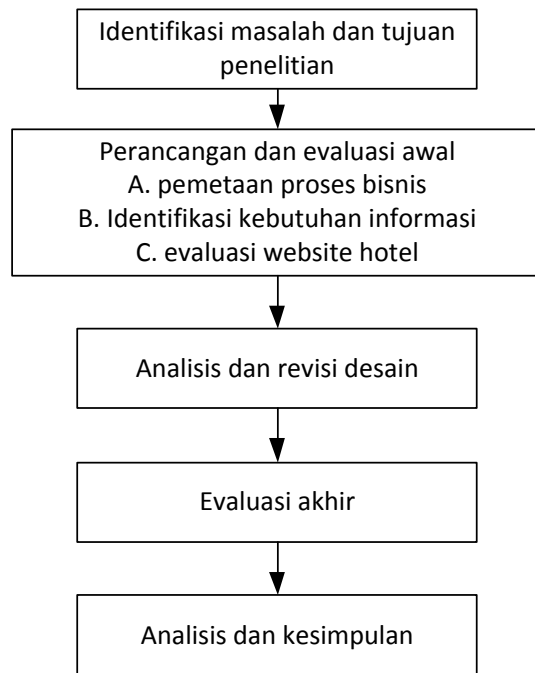 Identifikasi masalah dan tujuan
penelitian
Perancangan dan evaluasi awal
A. pemetaan proses bisnis
B. Identifikasi kebutuhan informasi
C. evaluasi website hotel
Analisis dan revisi desain
Evaluasi akhir
Analisis dan kesimpulan